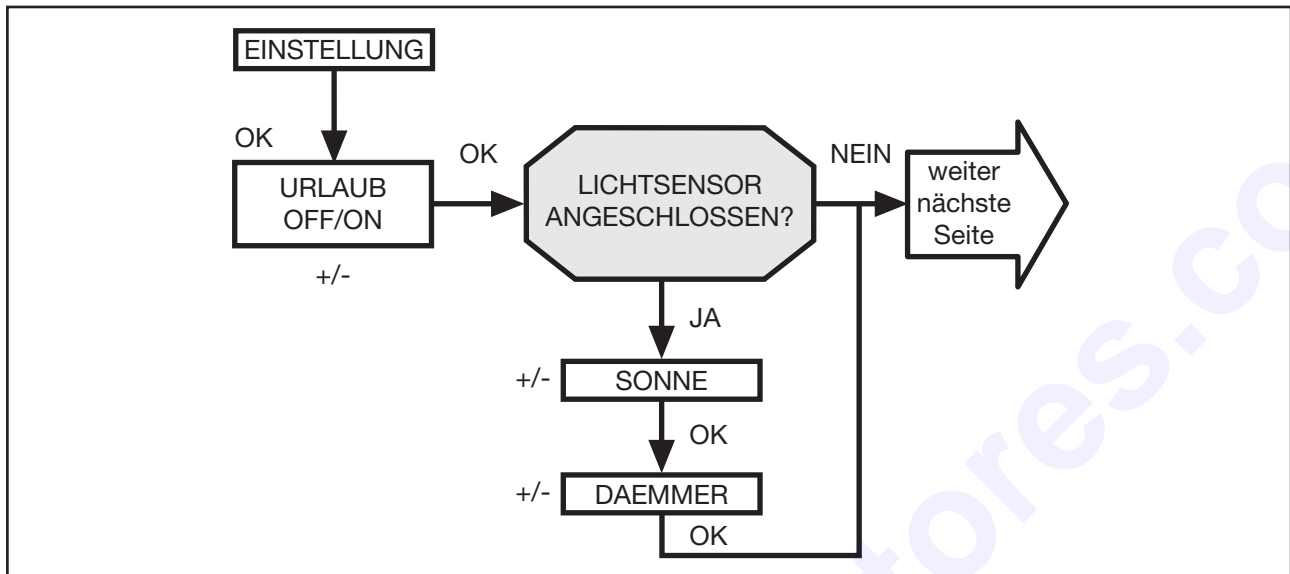 EINSTELLUNG
OK
URLAUB
OFF/ON
+/-
OK
LICHTSENSOR
ANGESCHLOSSEN?
NEIN
weiter
nächste
Seite
JA
+/-
SONNE
OK
+/-
DAEMMER
OK